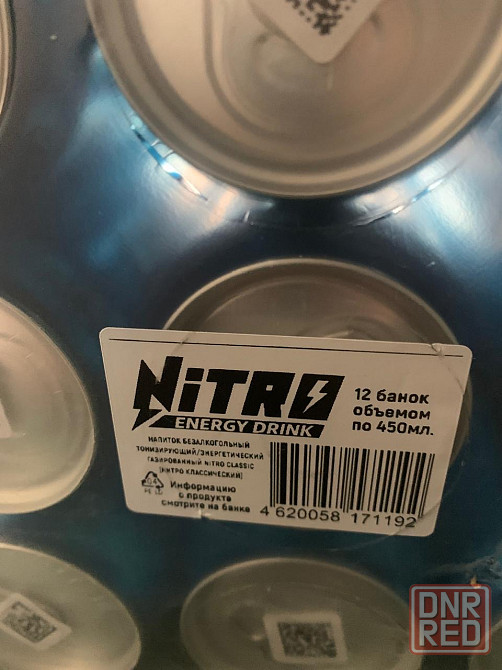 NiTRO
ENERGY DRINK
12 банок
объемом
по 450мл.
НАПИТОК БЕЗАЛКОГОЛЬНЫЙ
ТОНИЗИРУЮЩИЙ/ЭНЕРГЕТИЧЕСКИЙ
ГАЗИРОВАННЫЙ NITRO CLASSIC
(НИТРО КЛАССИЧЕСКИЙ)
Информацию
о продукте
смотрите на банке
4 620058 171192
DNR
RED